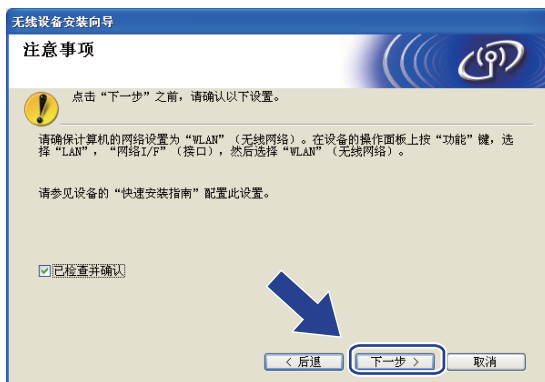 无线设备安装向导
注意事项
点击“下一步”之前，请确认以下设置。
请确保计算机的网络设置为“WLAN”（无线网络）。在设备的操作面板上按“功能”键，选
择“LAN”，“网络I/F”（接口），然后选择“WLAN”（无线网络）。
请参见设备的“快速安装指南”配置此设置。
已检查并确认
< 后退
下一步 >
取消